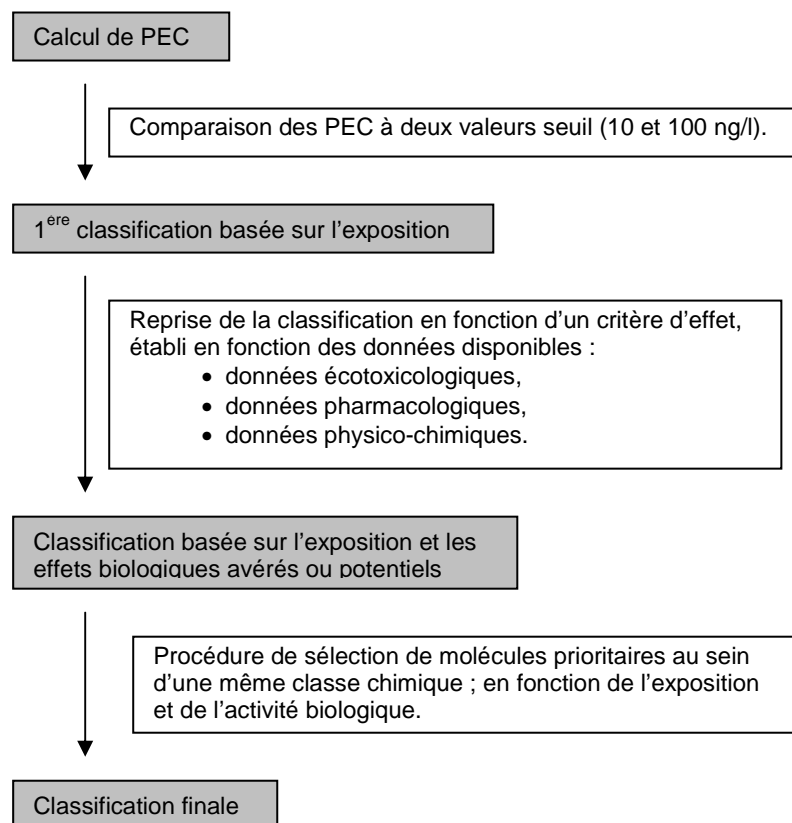 Calcul de PEC
Comparaison des PEC à deux valeurs seuil (10 et 100 ng/l).
1ère classification basée sur l'exposition
Reprise de la classification en fonction d'un critère d'effet,
établi en fonction des données disponibles :
• données écotoxicologiques,
• données pharmacologiques,
• données physico-chimiques.
Classification basée sur l'exposition et les
effets biologiques avérés ou potentiels
Procédure de sélection de molécules prioritaires au sein
d'une même classe chimique ; en fonction de l'exposition
et de l'activité biologique.
Classification finale